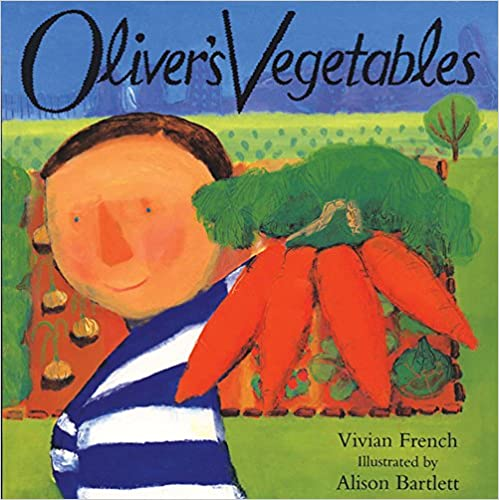 Oliver's Vegetables
Vivian French
Illustrated by
Alison Bartlett